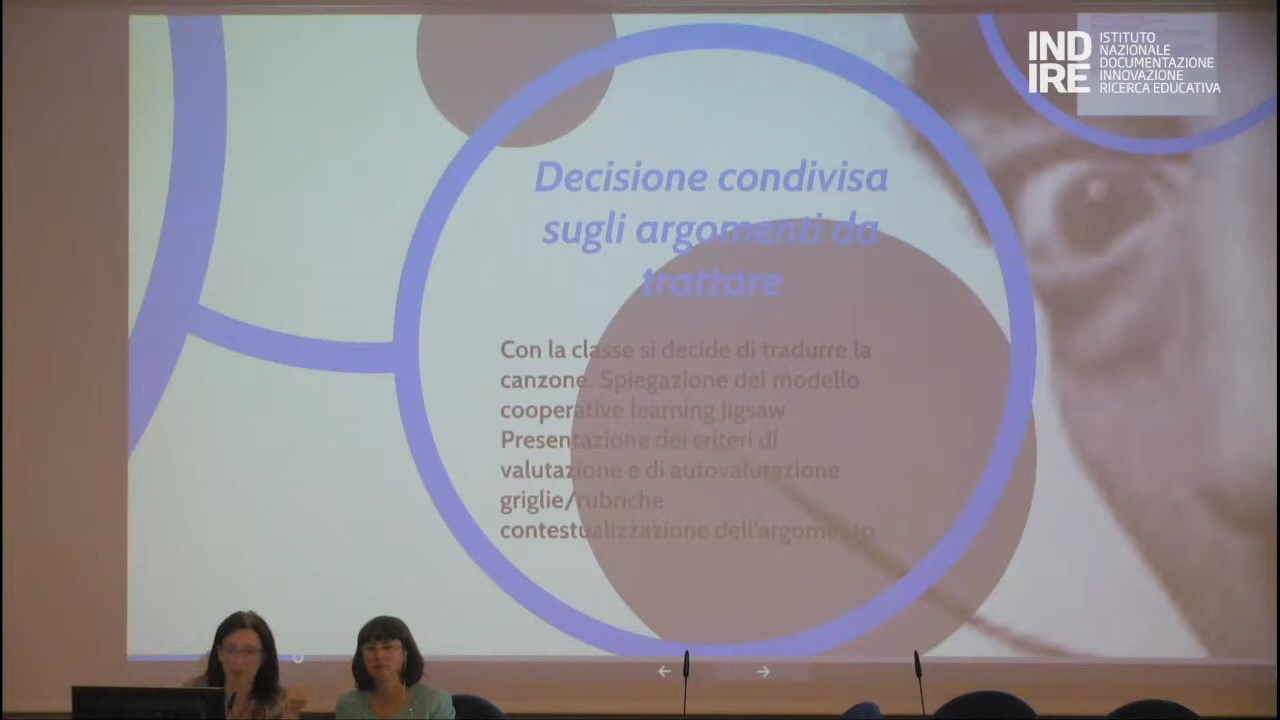 IND
IRE
ISTITUTO
NAZIONALE
DOCUMENTAZIONE
INNOVAZIONE
RICERCA EDUCATIVA
Decisione condivisa
sugli argomenti da
trattare
Con la classe si decide di tradurre la
canzone. Spiegazione del modello
cooperative learning Jigsaw
Presentazione dei criteri di
valutazione e di autovalutazione
griglie/rubriche
contestualizzazione dell'argomento